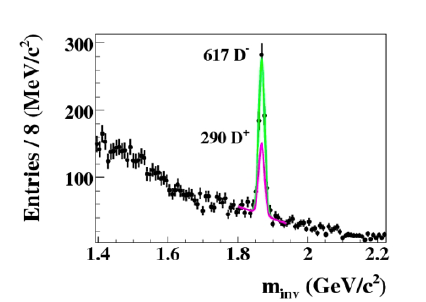 Entries / 8 (MeV/c²)
300
200
100
617 D⁻
290 D⁺
1.4 1.6 1.8 2 2.2
m_inv (GeV/c²)